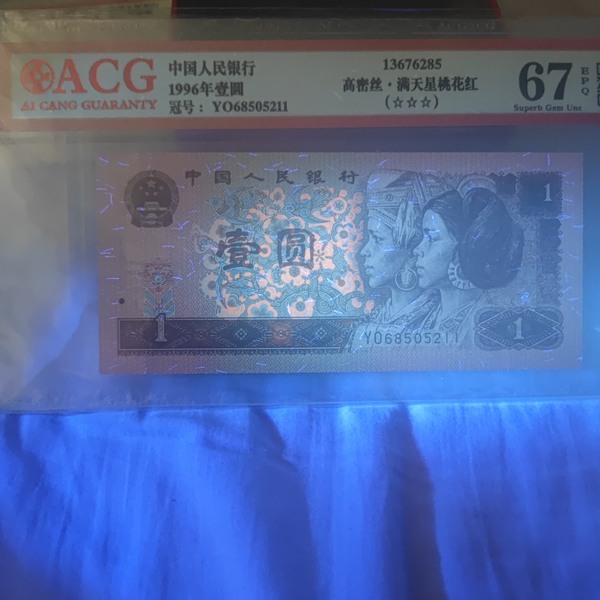 ACG
AI CANG GUARANTY
中国人民银行
1996年壹圆
冠号: YO68505211
13676285
高密丝·满天星桃花红
(☆☆☆)
67
EPQ
Superb Gem Unc
中国人民银行
1
壹圆
1
YO68505211
1